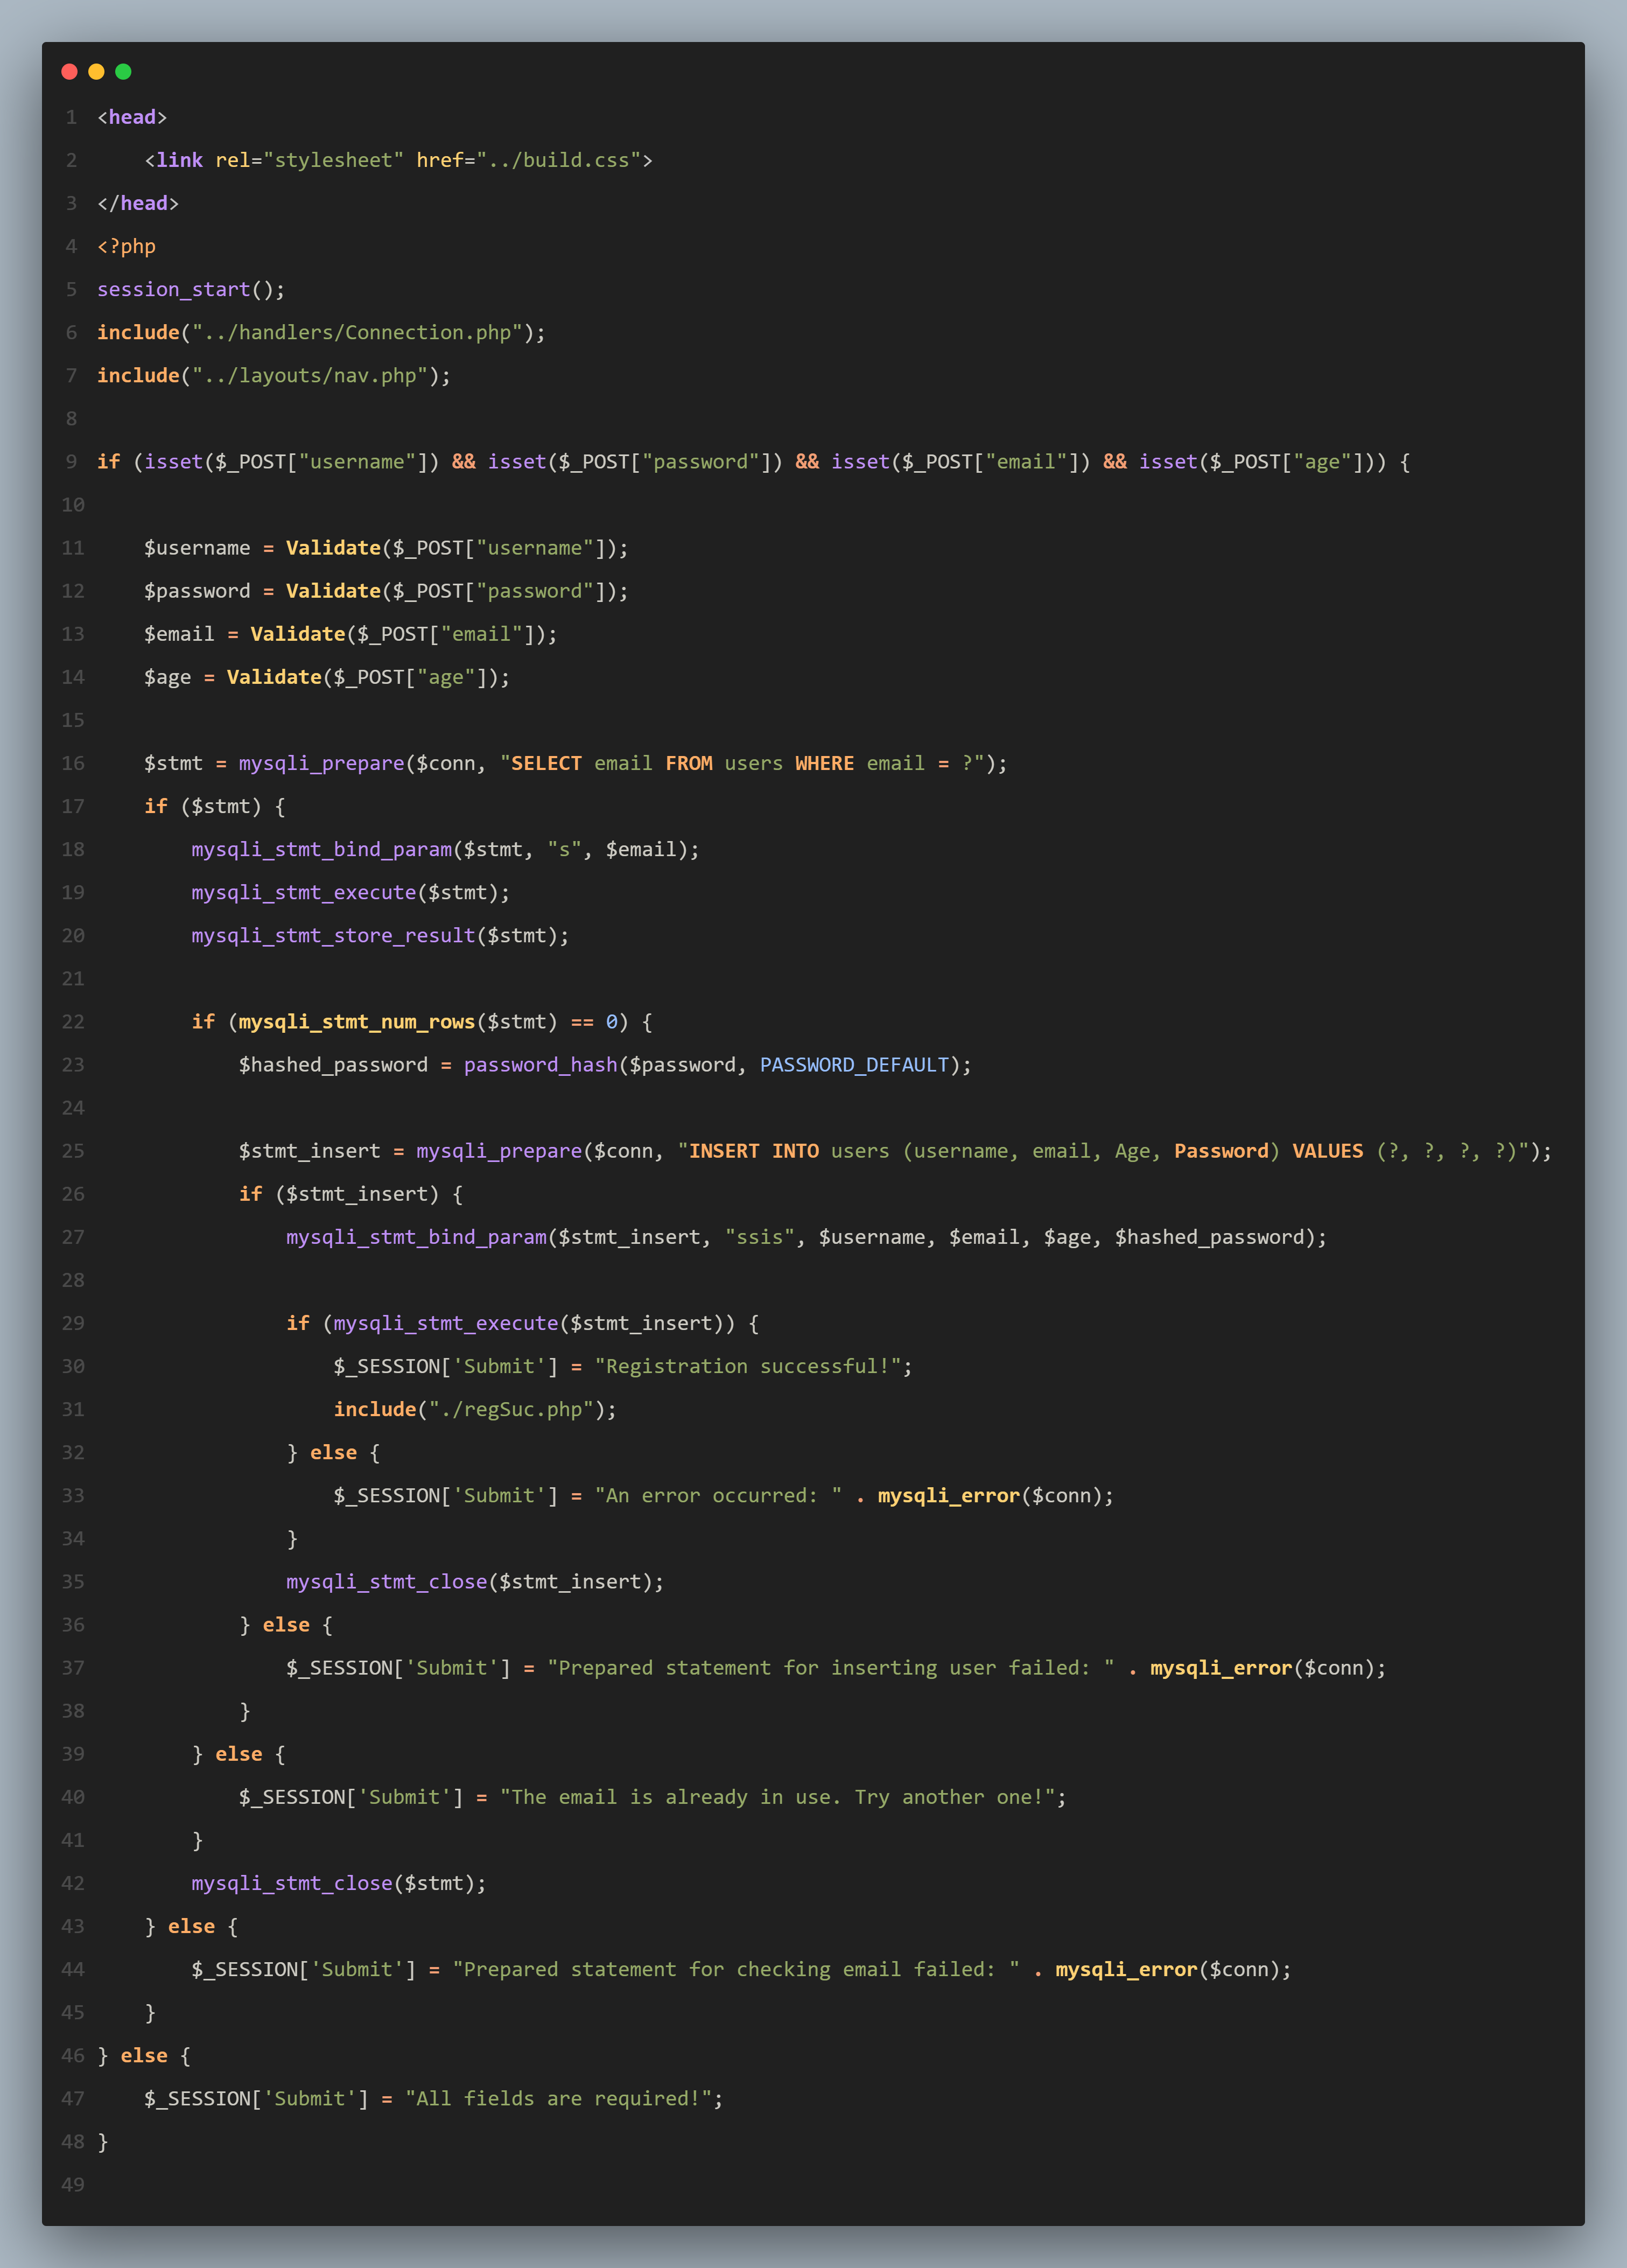 1 <head>
2     <link rel="stylesheet" href="../build.css">
3 </head>
4 <?php
5 session_start();
6 include("../handlers/Connection.php");
7 include("../layouts/nav.php");
8
9 if (isset($_POST["username"]) && isset($_POST["password"]) && isset($_POST["email"]) && isset($_POST["age"])) {
10
11     $username = Validate($_POST["username"]);
12     $password = Validate($_POST["password"]);
13     $email = Validate($_POST["email"]);
14     $age = Validate($_POST["age"]);
15
16     $stmt = mysqli_prepare($conn, "SELECT email FROM users WHERE email = ?");
17     if ($stmt) {
18         mysqli_stmt_bind_param($stmt, "s", $email);
19         mysqli_stmt_execute($stmt);
20         mysqli_stmt_store_result($stmt);
21
22         if (mysqli_stmt_num_rows($stmt) == 0) {
23             $hashed_password = password_hash($password, PASSWORD_DEFAULT);
24
25             $stmt_insert = mysqli_prepare($conn, "INSERT INTO users (username, email, Age, Password) VALUES (?, ?, ?, ?)");
26             if ($stmt_insert) {
27                 mysqli_stmt_bind_param($stmt_insert, "ssis", $username, $email, $age, $hashed_password);
28
29                 if (mysqli_stmt_execute($stmt_insert)) {
30                     $_SESSION['Submit'] = "Registration successful!";
31                     include("./regSuc.php");
32                 } else {
33                     $_SESSION['Submit'] = "An error occurred: " . mysqli_error($conn);
34                 }
35                 mysqli_stmt_close($stmt_insert);
36             } else {
37                 $_SESSION['Submit'] = "Prepared statement for inserting user failed: " . mysqli_error($conn);
38             }
39         } else {
40             $_SESSION['Submit'] = "The email is already in use. Try another one!";
41         }
42         mysqli_stmt_close($stmt);
43     } else {
44         $_SESSION['Submit'] = "Prepared statement for checking email failed: " . mysqli_error($conn);
45     }
46 } else {
47     $_SESSION['Submit'] = "All fields are required!";
48 }
49